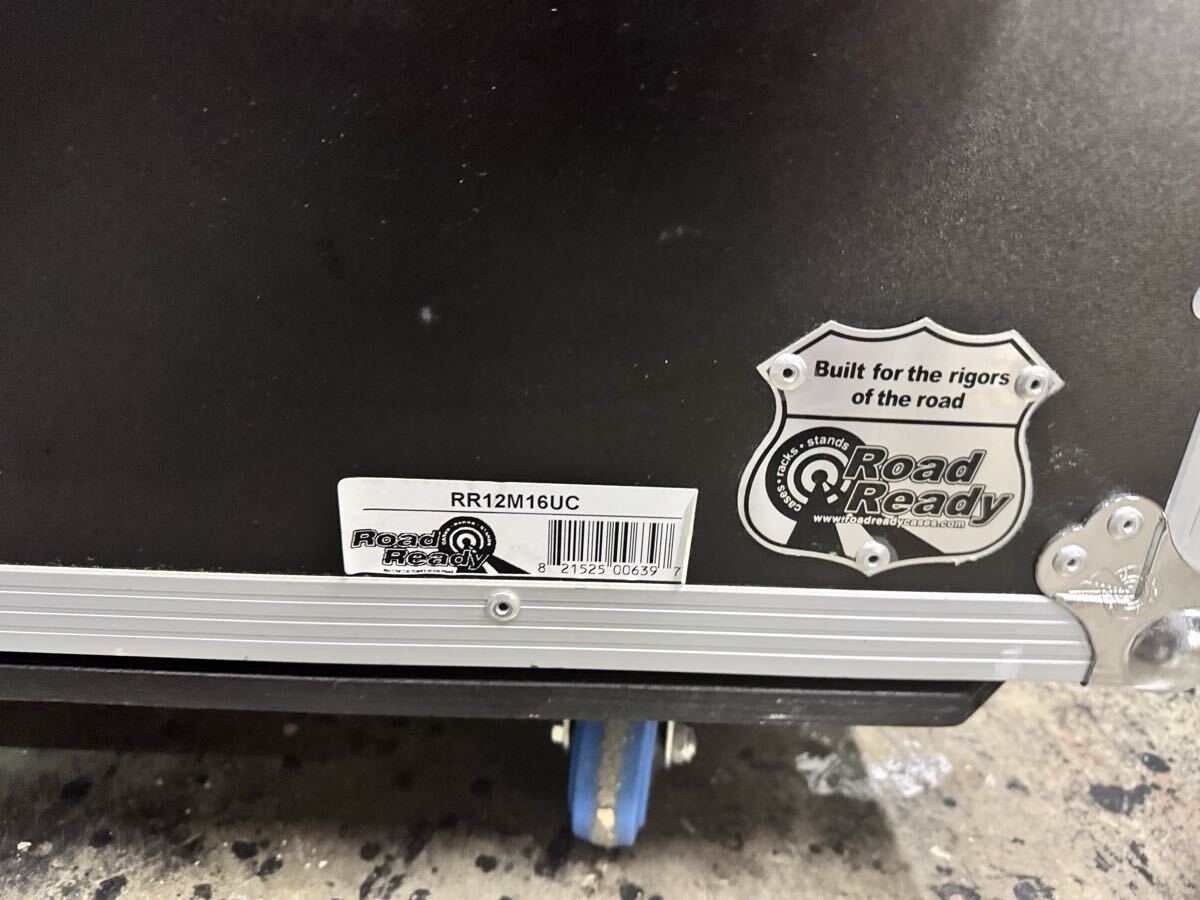 Built for the rigors
of the road
cases • racks • stands
Road
Ready
www.roadreadycases.com
RR12M16UC
Road
Ready
8 21525 00639 7